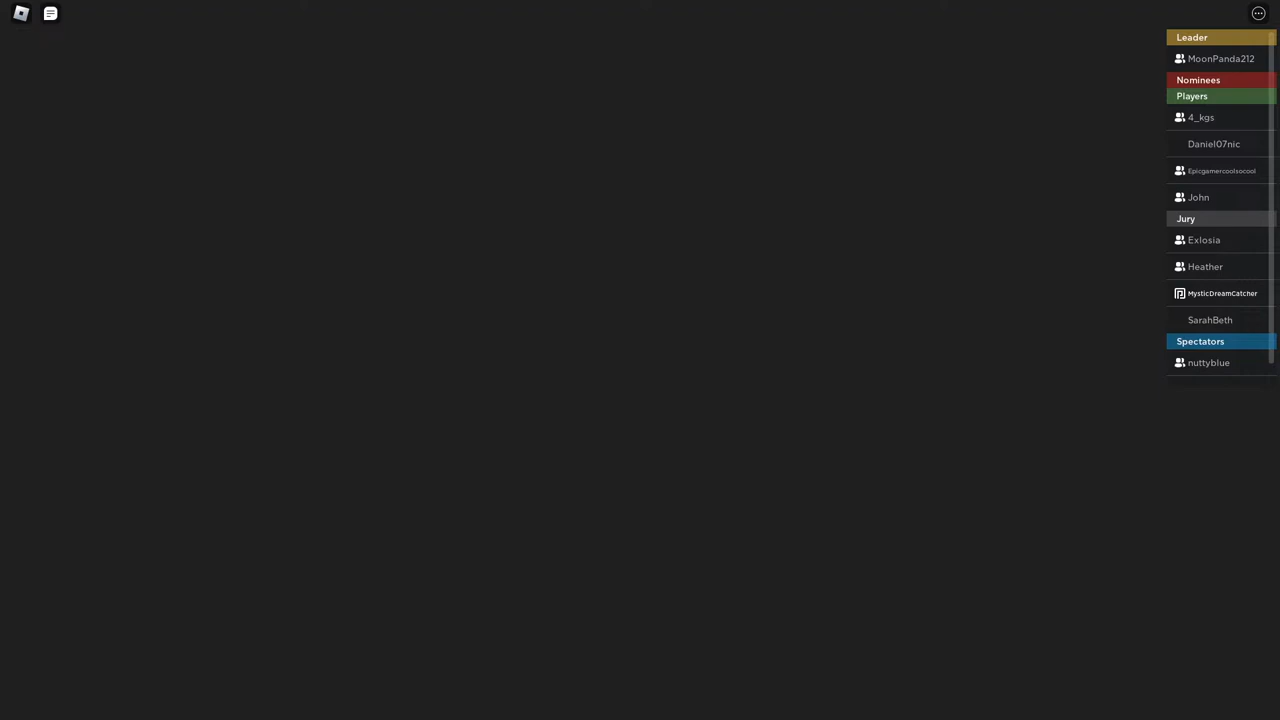 Leader
MoonPanda212
Nominees
Players
4_kgs
Daniel07nic
Epicgamercoolsocool
John
Jury
Exlosia
Heather
MysticDreamCatcher
SarahBeth
Spectators
nuttyblue